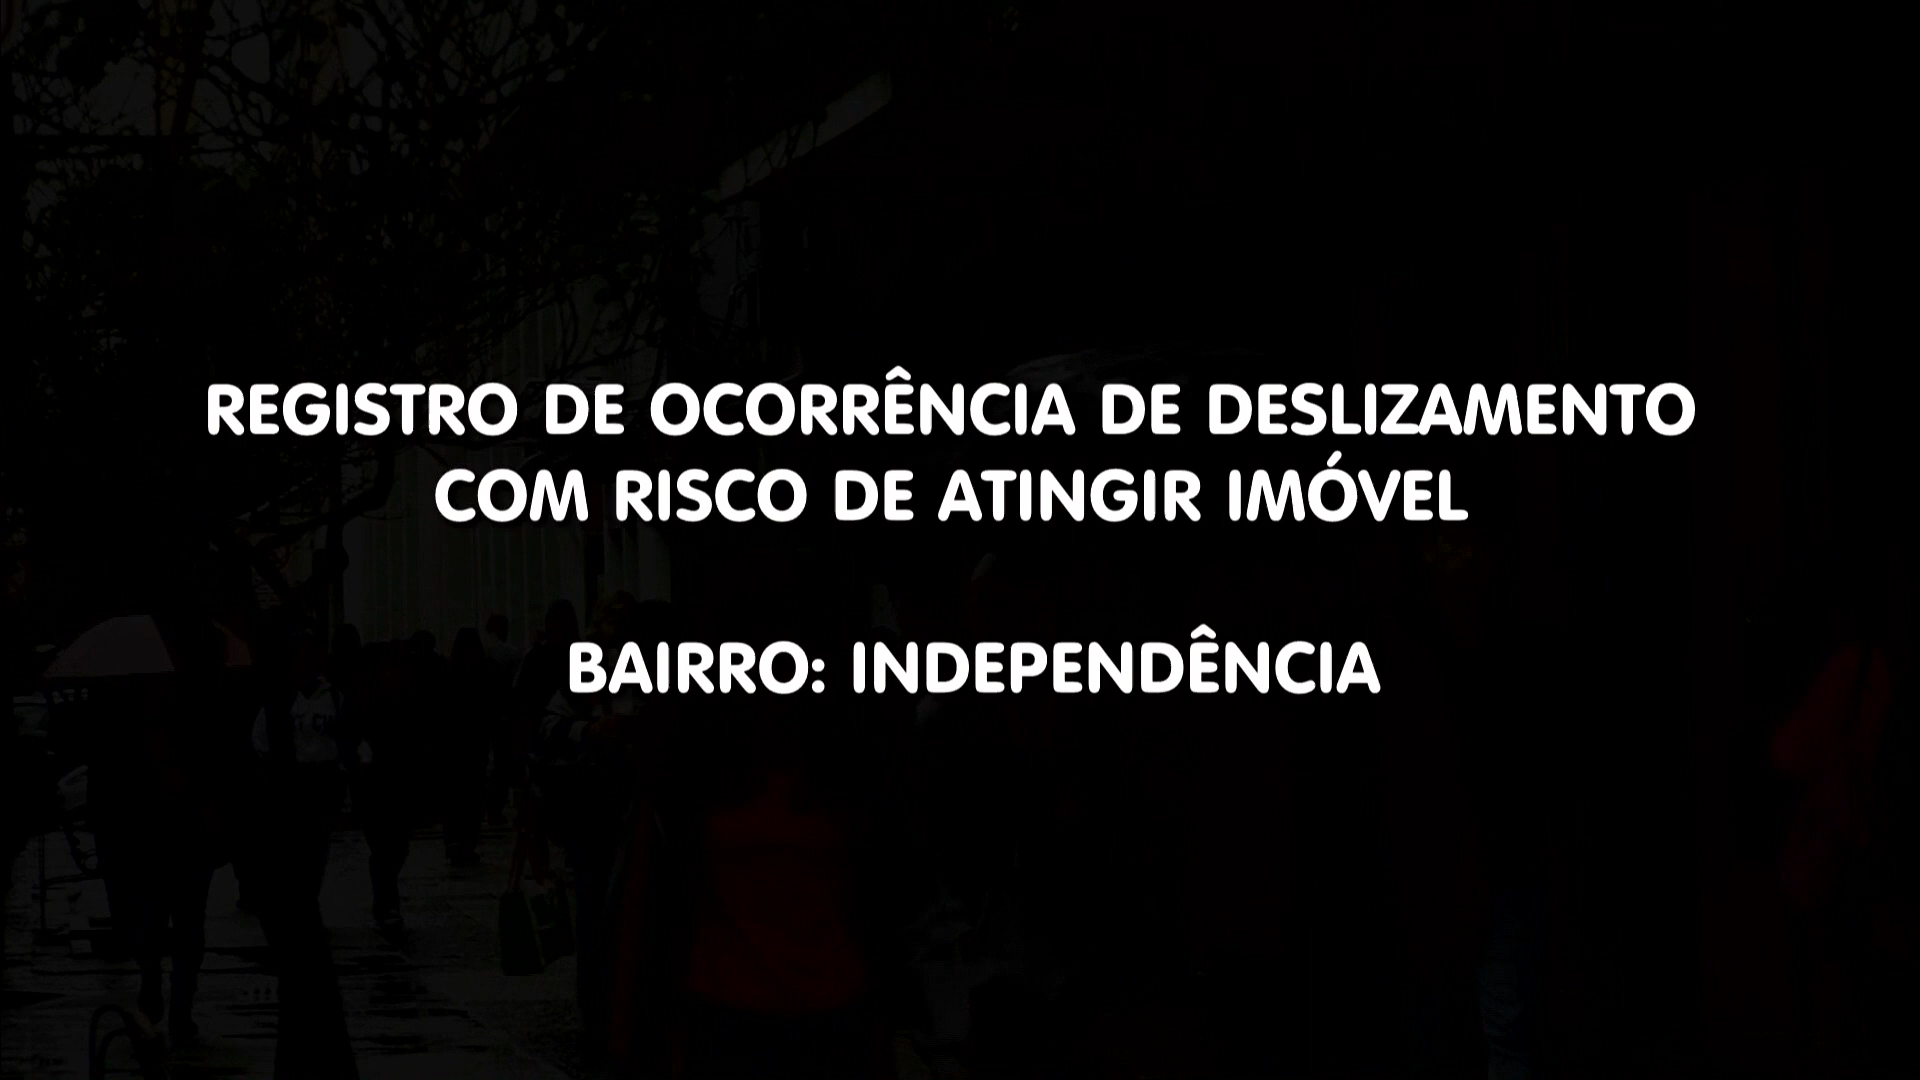 REGISTRO DE OCORRÊNCIA DE DESLIZAMENTO
COM RISCO DE ATINGIR IMÓVEL
BAIRRO: INDEPENDÊNCIA